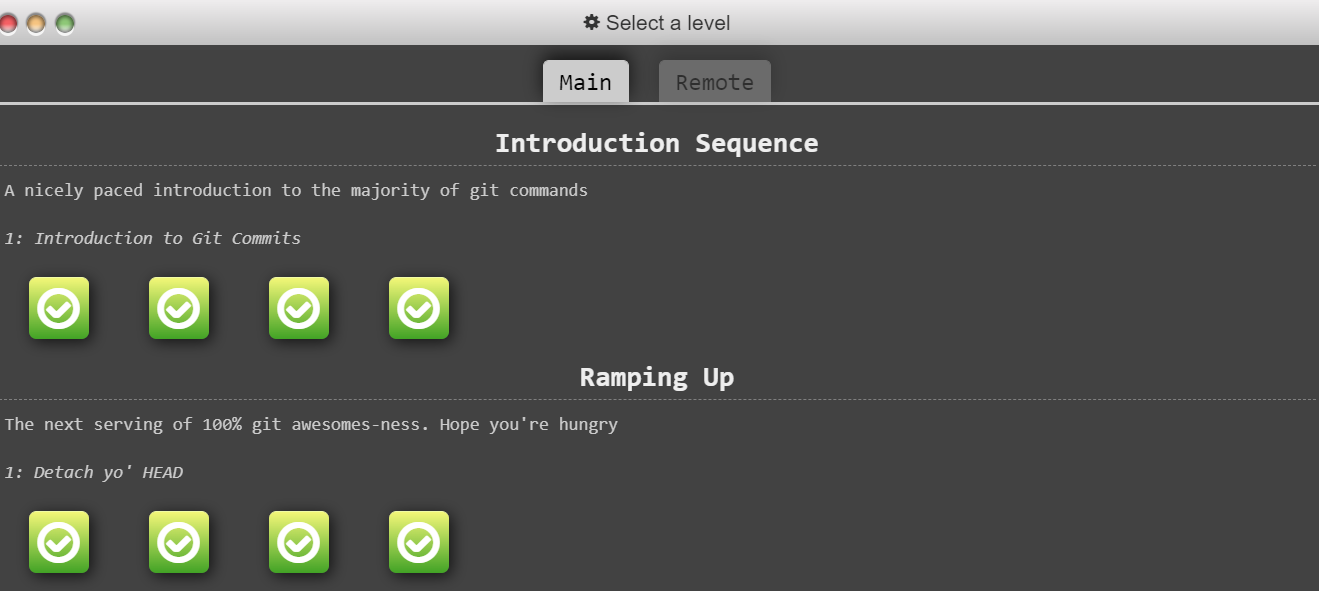 Select a level
Main Remote
Introduction Sequence
A nicely paced introduction to the majority of git commands
1: Introduction to Git Commits
Ramping Up
The next serving of 100% git awesomes-ness. Hope you're hungry
1: Detach yo' HEAD